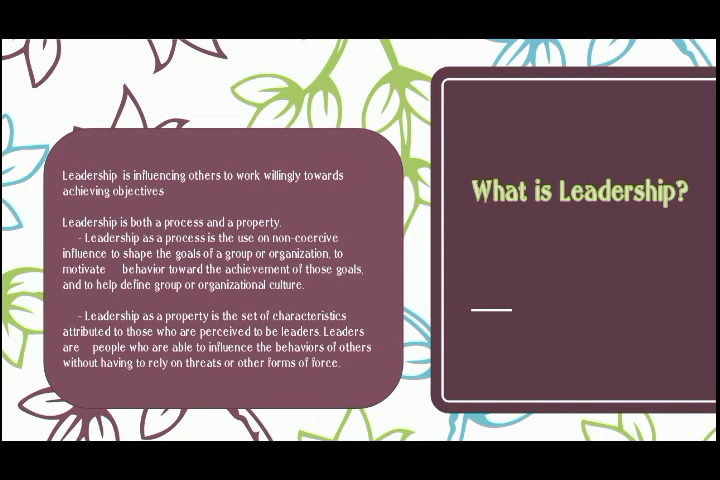 Leadership is influencing others to work willingly towards
achieving objectives
Leadership is both a process and a property.
- Leadership as a process is the use on non-coercive
influence to shape the goals of a group or organization, to
motivate behavior toward the achievement of those goals,
and to help define group or organizational culture.
- Leadership as a property is the set of characteristics
attributed to those who are perceived to be leaders. Leaders
are people who are able to influence the behaviors of others
without having to rely on threats or other forms of force.
What is Leadership?